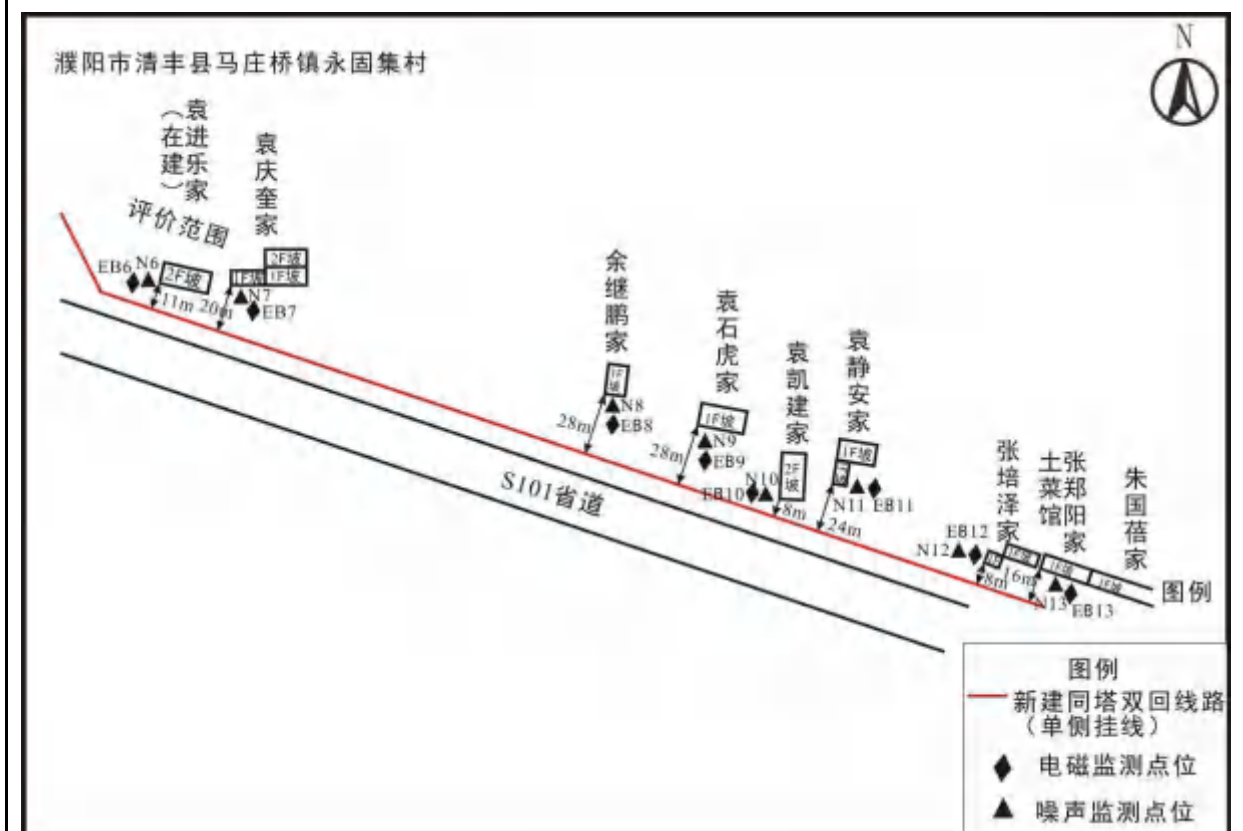 N
濮阳市清丰县马庄桥镇永固集村
袁进乐家
（在建）
袁庆奎家
评价范围
EB6
N6
2F坡
11m
20m
1F坡
2F坡
1F坡
N7
EB7
余继鹏家
1F坡
N8
EB8
28m
袁石虎家
1F坡
N9
EB9
28m
袁凯建家
2F坡
N10
EB10
8m
袁静安家
1F坡
N11
EB11
24m
S101省道
张培泽家
EB12
N12
1F坡
8m
土菜馆
张郑阳家
16m
1F坡
N13
EB13
朱国蓓家
1F坡
图例
图例
新建同塔双回线路
（单侧挂线）
电磁监测点位
噪声监测点位